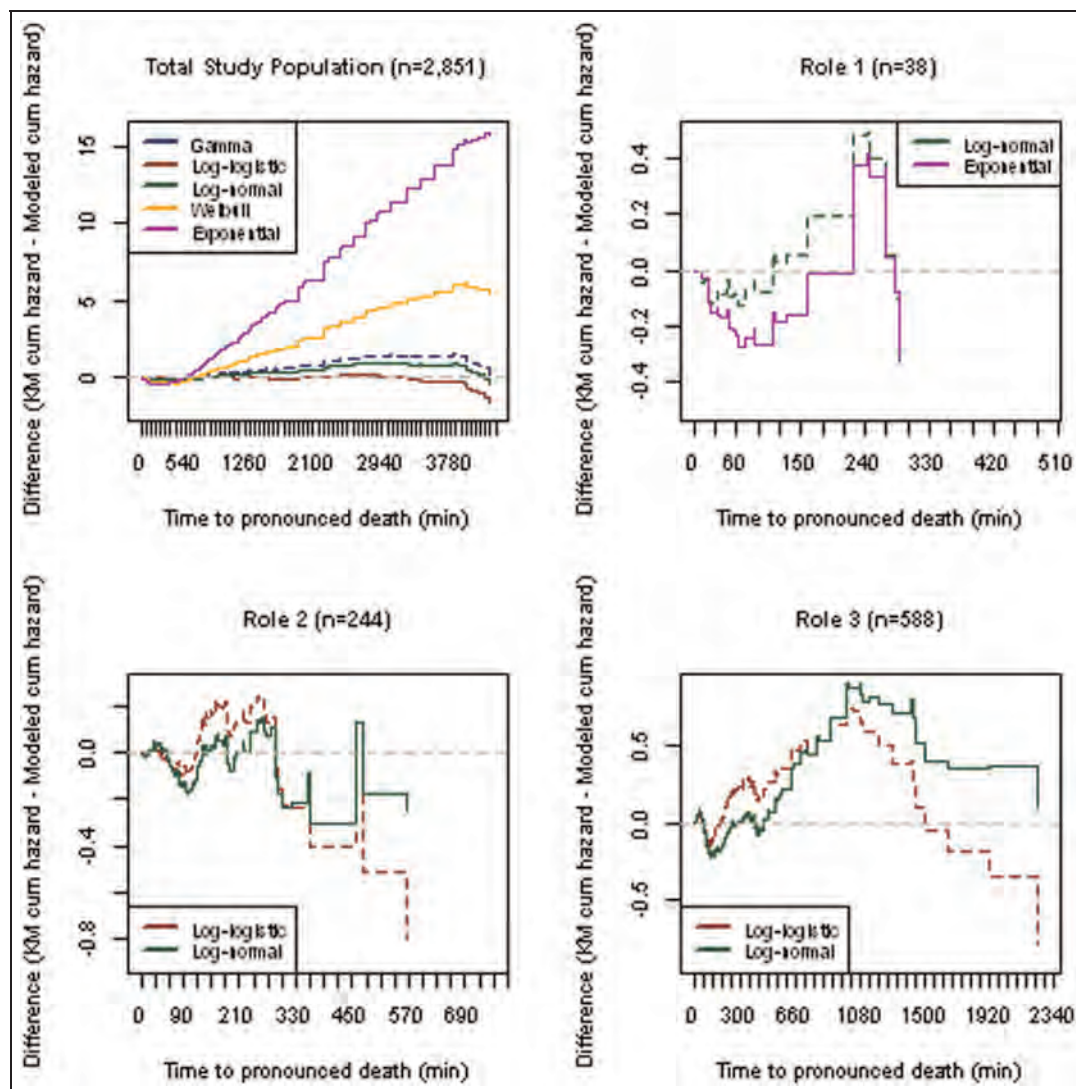 Total Study Population (n=2,851)
Difference (KM cum hazard - Modeled cum hazard)
15
10
5
0
Gamma
Log-logistic
Log-normal
Weibull
Exponential
0 540 1260 2100 2940 3780
Time to pronounced death (min)
Role 1 (n=38)
Difference (KM cum hazard - Modeled cum hazard)
0.4
0.2
0.0
-0.2
-0.4
Log-normal
Exponential
0 60 150 240 330 420 510
Time to pronounced death (min)
Role 2 (n=244)
Difference (KM cum hazard - Modeled cum hazard)
0.0
-0.4
-0.8
Log-logistic
Log-normal
0 90 210 330 450 570 690
Time to pronounced death (min)
Role 3 (n=588)
Difference (KM cum hazard - Modeled cum hazard)
0.5
0.0
-0.5
Log-logistic
Log-normal
0 300 660 1080 1500 1920 2340
Time to pronounced death (min)